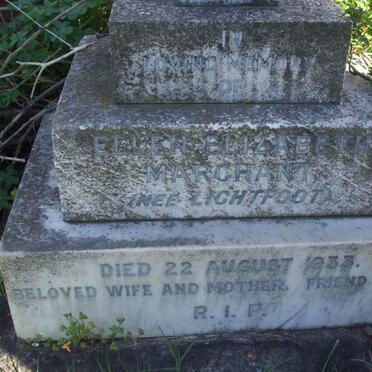 IN
LOVING MEMORY
OF
ELLEN ELIZABETH
MARCHANT.
(NEE LIGHTFOOT).
DIED 22 AUGUST 1933.
BELOVED WIFE AND MOTHER. FRIEND
R.I.P.